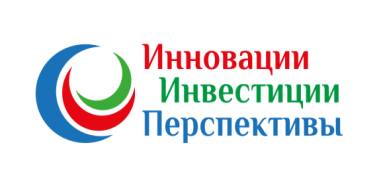 Инновации
Инвестиции
Перспективы